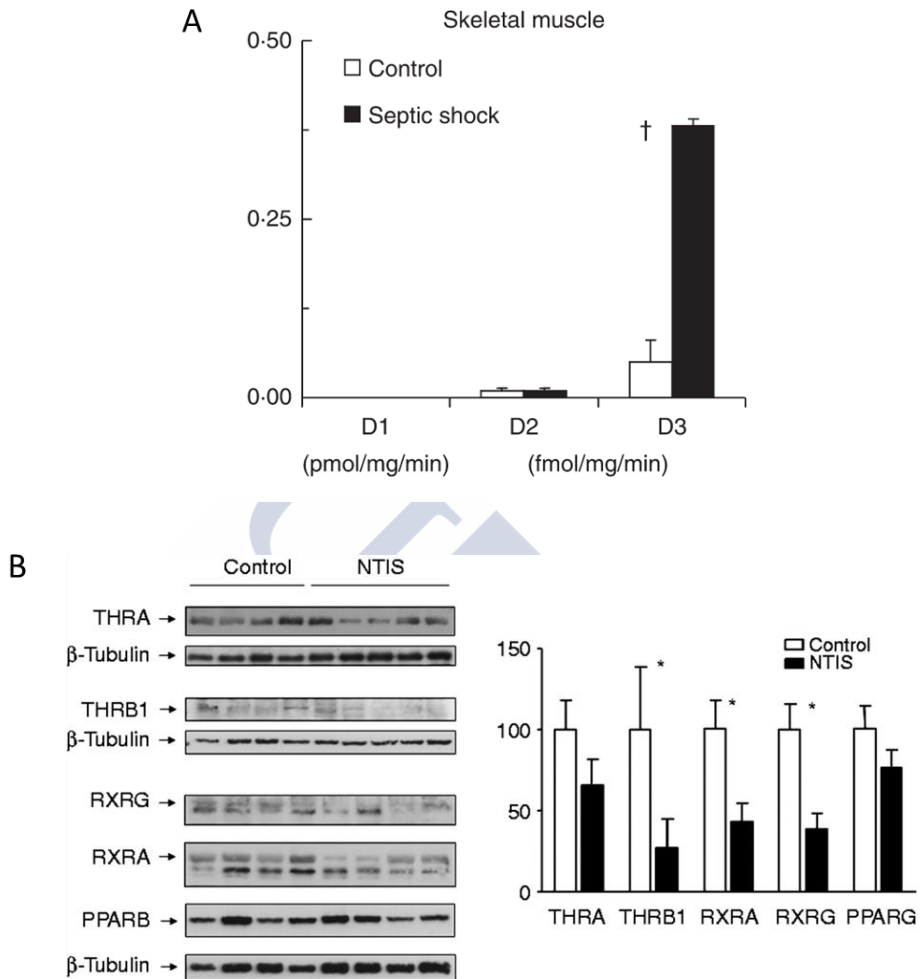 A
Skeletal muscle
0·50
Control
Septic shock
†
0·25
0·00
D1
D2
D3
(pmol/mg/min)
(fmol/mg/min)
B
Control
NTIS
THRA →
β-Tubulin →
THRB1 →
β-Tubulin →
RXRG →
RXRA →
PPARB →
β-Tubulin →
150
Control
NTIS
*
*
*
100
50
0
THRA THRB1 RXRA RXRG PPARG